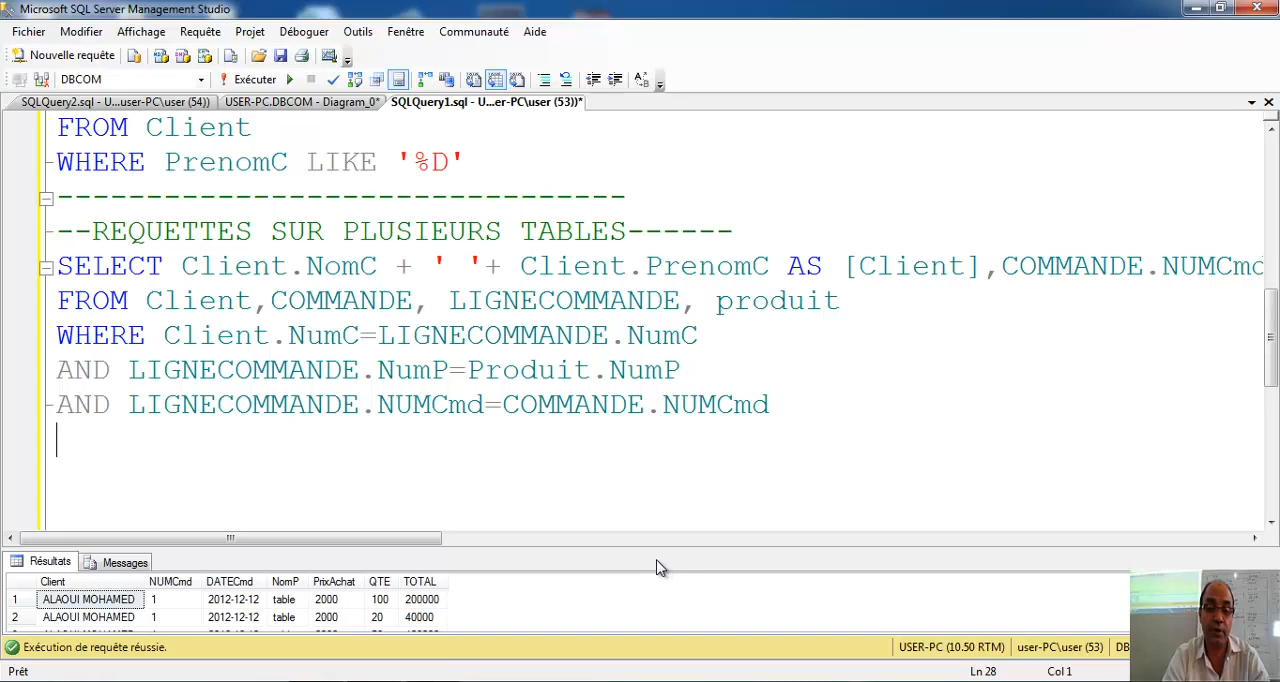 Microsoft SQL Server Management Studio
Fichier Modifier Affichage Requête Projet Déboguer Outils Fenêtre Communauté Aide
Nouvelle requête
DBCOM Exécuter
SQLQuery2.sql - U...user-PC\user (54)) USER-PC.DBCOM - Diagram_0* SQLQuery1.sql - U...er-PC\user (53))*
FROM Client
WHERE PrenomC LIKE '%D'
--------------------------------
--REQUETTES SUR PLUSIEURS TABLES------
SELECT Client.NomC + ' '+ Client.PrenomC AS [Client],COMMANDE.NUMCmd
FROM Client,COMMANDE, LIGNECOMMANDE, produit
WHERE Client.NumC=LIGNECOMMANDE.NumC
AND LIGNECOMMANDE.NumP=Produit.NumP
AND LIGNECOMMANDE.NUMCmd=COMMANDE.NUMCmd
Résultats Messages
Client NUMCmd DATECmd NomP PrixAchat QTE TOTAL
1 ALAOUI MOHAMED 1 2012-12-12 table 2000 100 200000
2 ALAOUI MOHAMED 1 2012-12-12 table 2000 20 40000
Exécution de requête réussie. USER-PC (10.50 RTM) user-PC\user (53) DB
Prêt Ln 28 Col 1